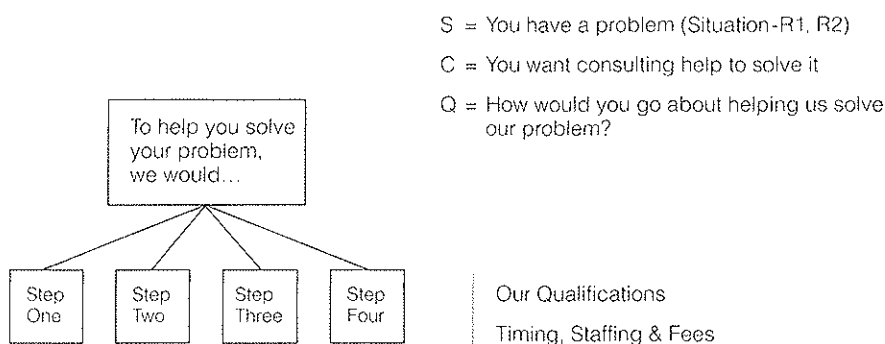 S = You have a problem (Situation-R1, R2)
C = You want consulting help to solve it
Q = How would you go about helping us solve
our problem?
To help you solve
your problem,
we would...
Step
One
Step
Two
Step
Three
Step
Four
Our Qualifications
Timing, Staffing & Fees